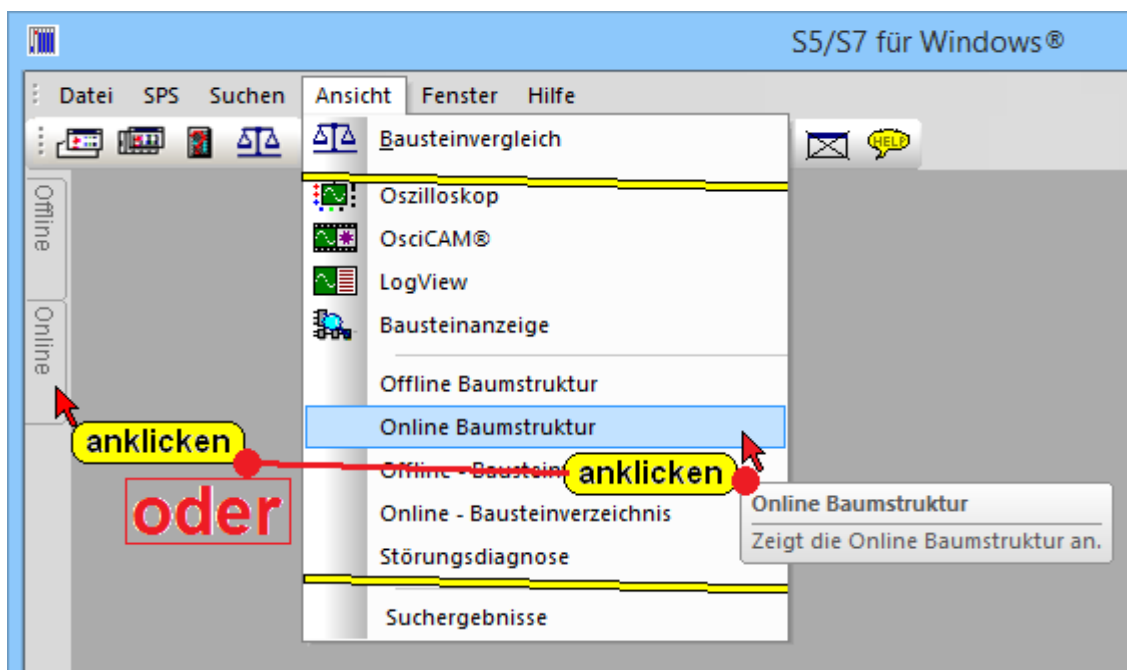 S5/S7 für Windows®
Datei SPS Suchen Ansicht Fenster Hilfe
HELP
Offline
Online
Bausteinvergleich
Oszilloskop
OsciCAM®
LogView
Bausteinanzeige
Offline Baumstruktur
Online Baumstruktur
Offline -
Online - Bausteinverzeichnis
Störungsdiagnose
Suchergebnisse
anklicken
oder
anklicken
Online Baumstruktur
Zeigt die Online Baumstruktur an.